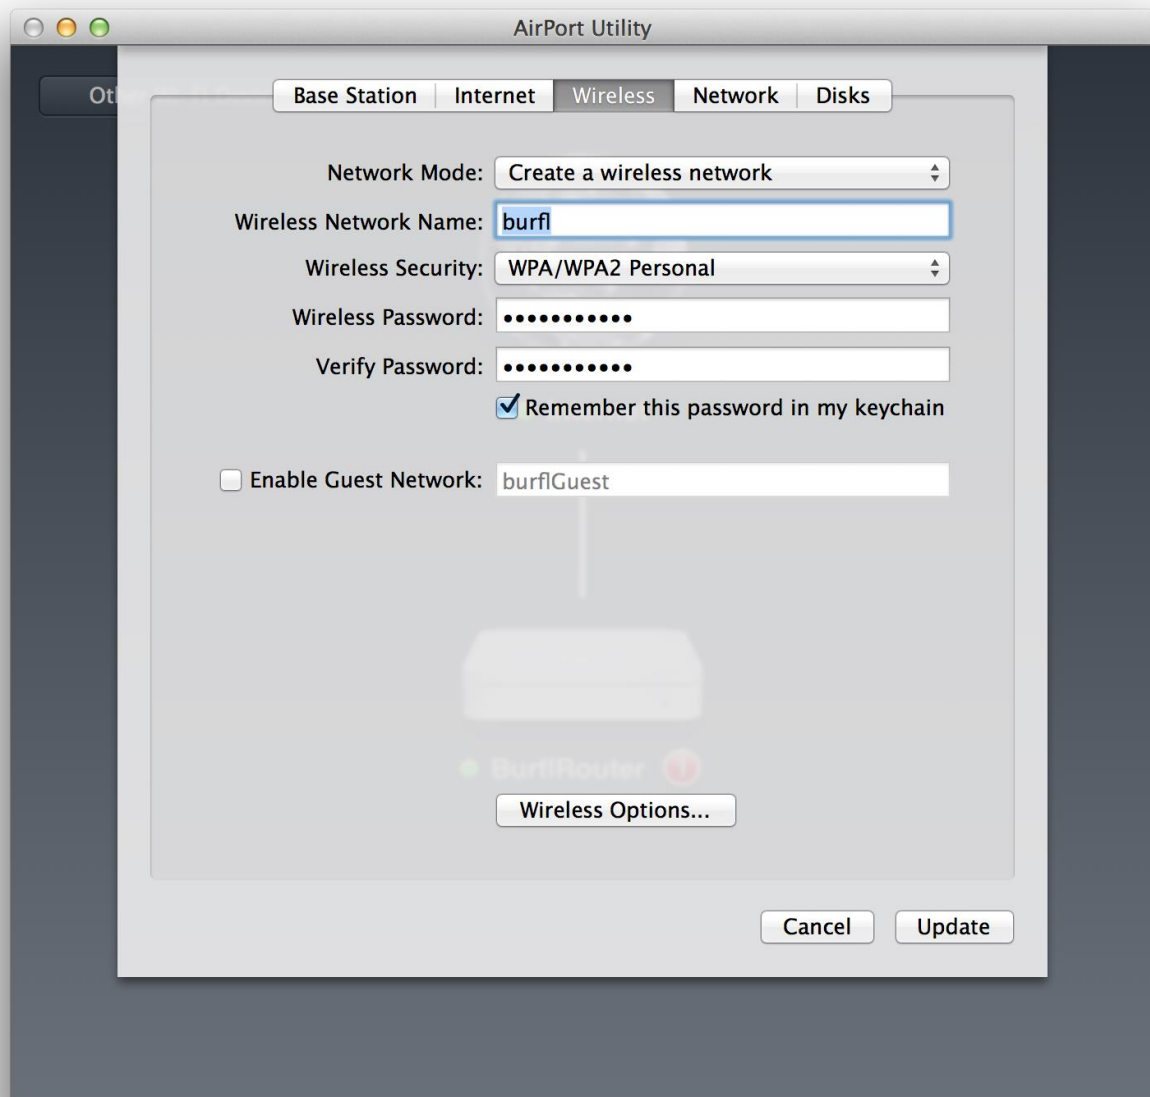 AirPort Utility
Base Station Internet Wireless Network Disks
Network Mode: Create a wireless network
Wireless Network Name: burfl
Wireless Security: WPA/WPA2 Personal
Wireless Password: •••••••••••
Verify Password: •••••••••••
Remember this password in my keychain
Enable Guest Network: burflGuest
BurflRouter
Wireless Options...
Cancel Update